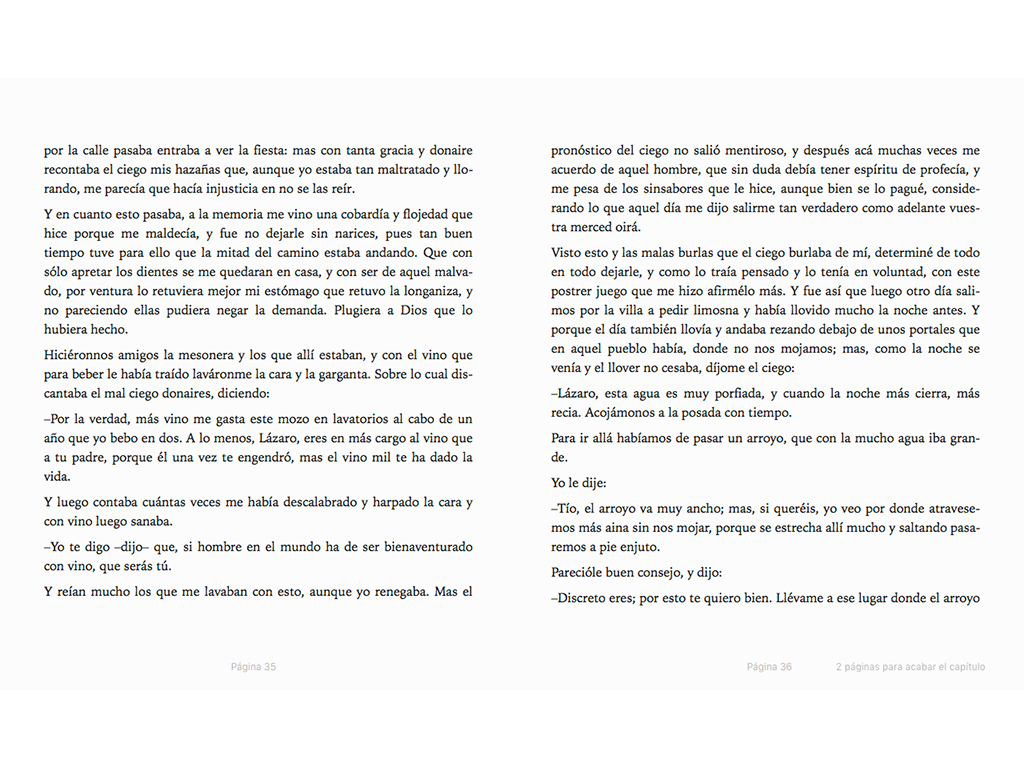 por la calle pasaba entraba a ver la fiesta: mas con tanta gracia y donaire
recontaba el ciego mis hazañas que, aunque yo estaba tan maltratado y llo-
rando, me parecía que hacía injusticia en no se las reír.
Y en cuanto esto pasaba, a la memoria me vino una cobardía y flojedad que
hice porque me maldecía, y fue no dejarle sin narices, pues tan buen
tiempo tuve para ello que la mitad del camino estaba andando. Que con
sólo apretar los dientes se me quedaran en casa, y con ser de aquel malva-
do, por ventura lo retuviera mejor mi estómago que retuvo la longaniza, y
no pareciendo ellas pudiera negar la demanda. Plugiera a Dios que lo
hubiera hecho.
Hiciéronnos amigos la mesonera y los que allí estaban, y con el vino que
para beber le había traído laváronme la cara y la garganta. Sobre lo cual dis-
cantaba el mal ciego donaires, diciendo:
–Por la verdad, más vino me gasta este mozo en lavatorios al cabo de un
año que yo bebo en dos. A lo menos, Lázaro, eres en más cargo al vino que
a tu padre, porque él una vez te engendró, mas el vino mil te ha dado la
vida.
Y luego contaba cuántas veces me había descalabrado y harpado la cara y
con vino luego sanaba.
–Yo te digo –dijo– que, si hombre en el mundo ha de ser bienaventurado
con vino, que serás tú.
Y reían mucho los que me lavaban con esto, aunque yo renegaba. Mas el
Página 35
pronóstico del ciego no salió mentiroso, y después acá muchas veces me
acuerdo de aquel hombre, que sin duda debía tener espíritu de profecía, y
me pesa de los sinsabores que le hice, aunque bien se lo pagué, conside-
rando lo que aquel día me dijo salirme tan verdadero como adelante vues-
tra merced oirá.
Visto esto y las malas burlas que el ciego burlaba de mí, determiné de todo
en todo dejarle, y como lo traía pensado y lo tenía en voluntad, con este
postrer juego que me hizo afirmélo más. Y fue así que luego otro día sali-
mos por la villa a pedir limosna y había llovido mucho la noche antes. Y
porque el día también llovía y andaba rezando debajo de unos portales que
en aquel pueblo había, donde no nos mojamos; mas, como la noche se
venía y el llover no cesaba, díjome el ciego:
–Lázaro, esta agua es muy porfiada, y cuando la noche más cierra, más
recia. Acojámonos a la posada con tiempo.
Para ir allá habíamos de pasar un arroyo, que con la mucho agua iba gran-
de.
Yo le dije:
–Tío, el arroyo va muy ancho; mas, si queréis, yo veo por donde atravese-
mos más aina sin nos mojar, porque se estrecha allí mucho y saltando pasa-
remos a pie enjuto.
Parecióle buen consejo, y dijo:
–Discreto eres; por esto te quiero bien. Llévame a ese lugar donde el arroyo
Página 36
2 páginas para acabar el capítulo